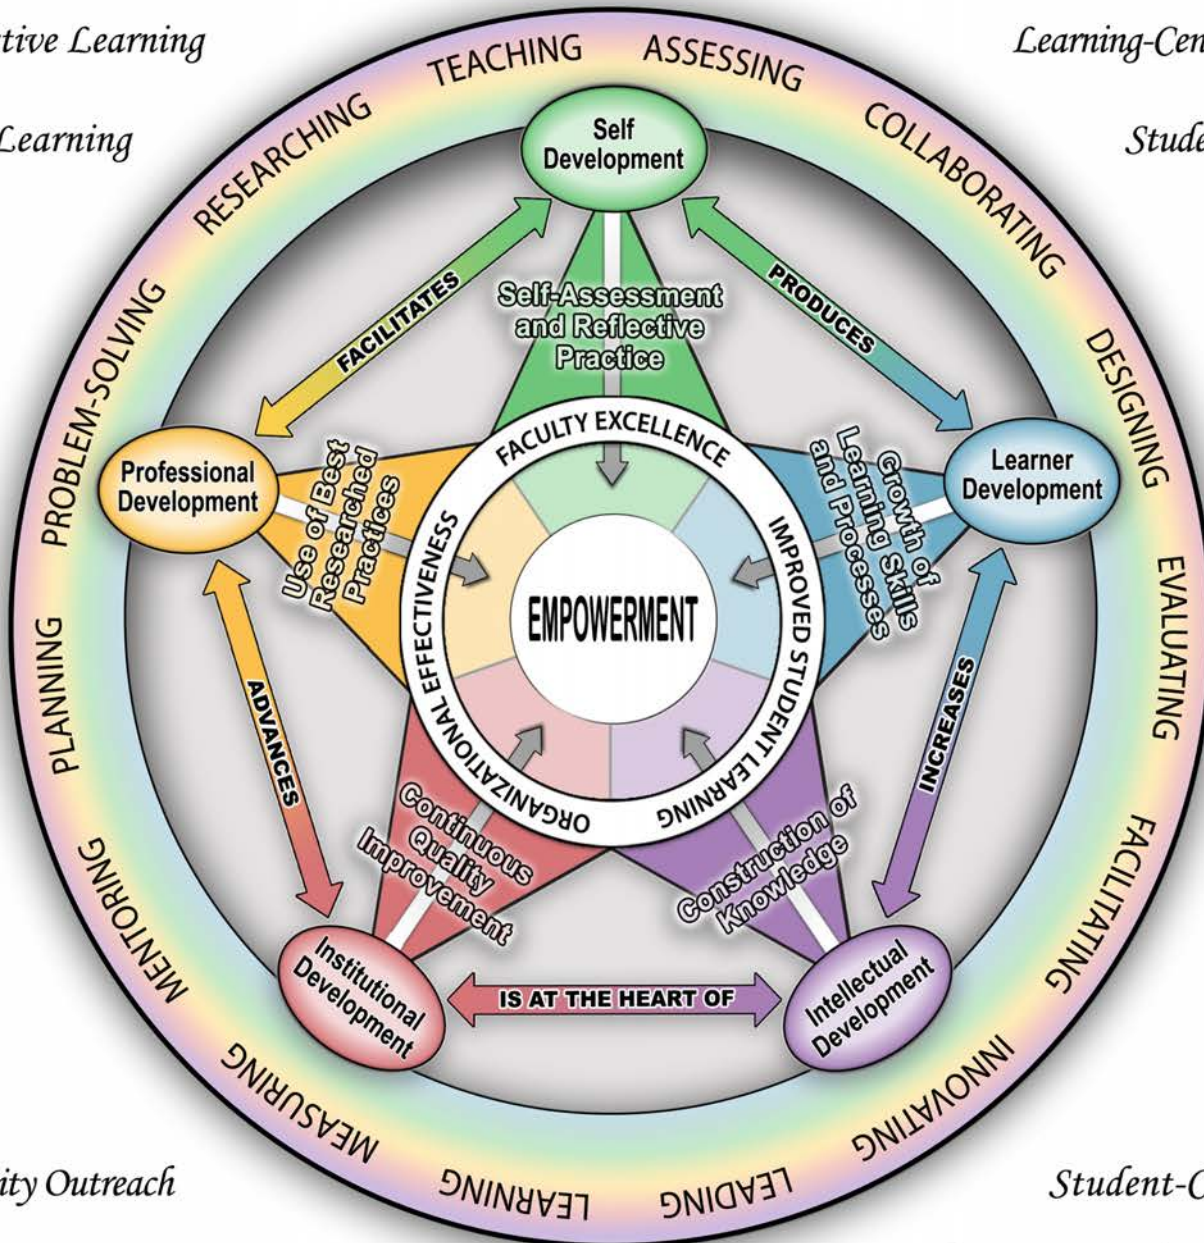 tive Learning
Learning
Learning-Cen
Stude
TEACHING
ASSESSING
COLLABORATING
DESIGNING
EVALUATING
FACILITATING
INNOVATING
LEADING
LEARNING
MEASURING
MENTORING
PLANNING
PROBLEM-SOLVING
RESEARCHING
Self
Development
FACILITATES
PRODUCES
Self-Assessment
and Reflective
Practice
Professional
Development
Use of Best
Researched
Practices
Learner
Development
Growth of
Learning Skills
and Processes
FACULTY EXCELLENCE
IMPROVED STUDENT LEARNING
ORGANIZATIONAL EFFECTIVENESS
EMPOWERMENT
ADVANCES
INCREASES
Continuous
Quality
Improvement
Construction of
Knowledge
Institutional
Development
IS AT THE HEART OF
Intellectual
Development
ity Outreach
Student-C